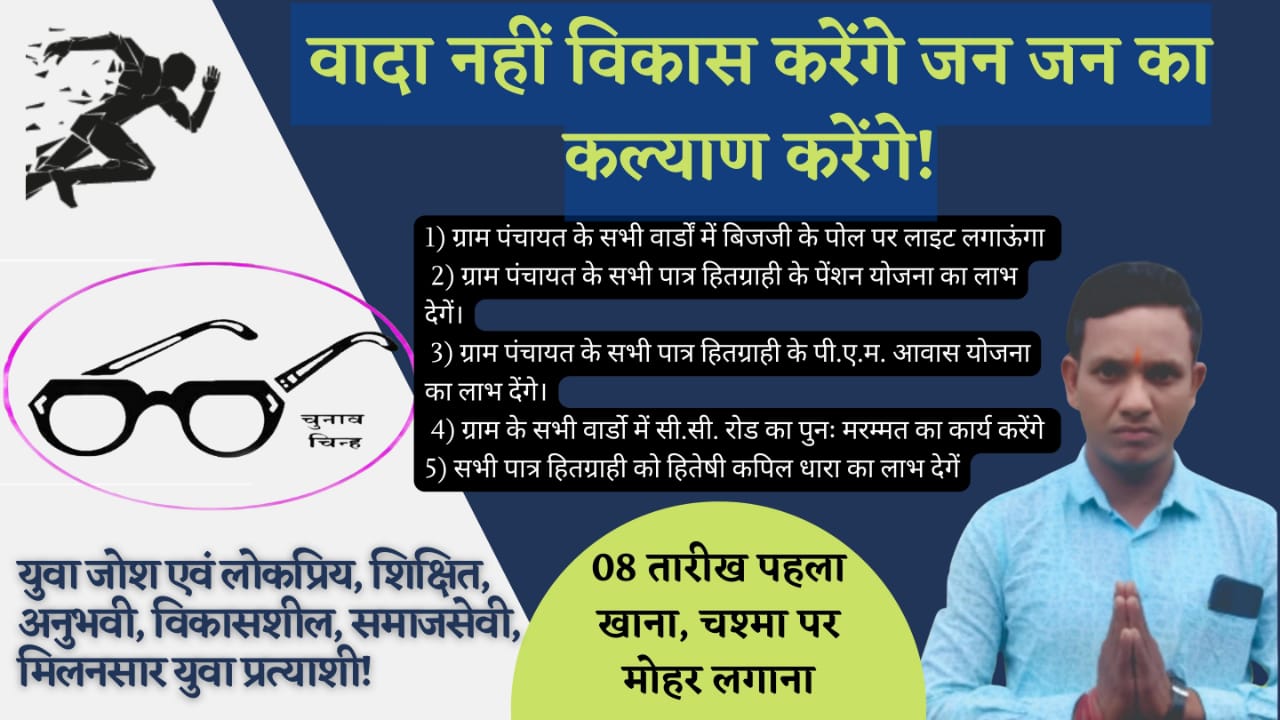 वादा नहीं विकास करेंगे जन जन का
कल्याण करेंगे!
1) ग्राम पंचायत के सभी वार्डों में बिजजी के पोल पर लाइट लगाऊंगा
2) ग्राम पंचायत के सभी पात्र हितग्राही के पेंशन योजना का लाभ
देगें।
3) ग्राम पंचायत के सभी पात्र हितग्राही के पी.ए.म. आवास योजना
का लाभ देंगे।
4) ग्राम के सभी वार्डो में सी.सी. रोड का पुनः मरम्मत का कार्य करेंगे
5) सभी पात्र हितग्राही को हितेषी कपिल धारा का लाभ देगें
चुनाव
चिन्ह
युवा जोश एवं लोकप्रिय, शिक्षित,
अनुभवी, विकासशील, समाजसेवी,
मिलनसार युवा प्रत्याशी!
08 तारीख पहला
खाना, चश्मा पर
मोहर लगाना